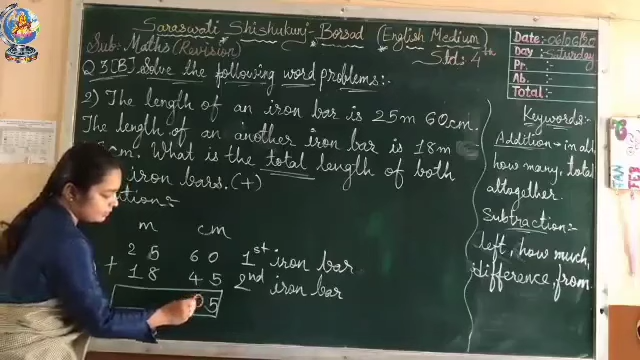 Saraswati Shishukunj - Borsad (English Medium)
Sub: Maths (Revision)
Std: 4th
Date: 06/06/20
Day: Saturday
Pr. :
Ab. :
Total: -
Q 3 [B] Solve the following word problems:-
2) The length of an iron bar is 25m 60cm.
The length of an another iron bar is 18m
cm. What is the total length of both
iron bars. (+)
m cm
2 5 6 0 1st iron bar
+ 1 8 4 5 2nd iron bar
05
Keywords:-
Addition → in all
how many, total
altogether.
Subtraction:-
left, how much,
difference, from
JAN
FEB